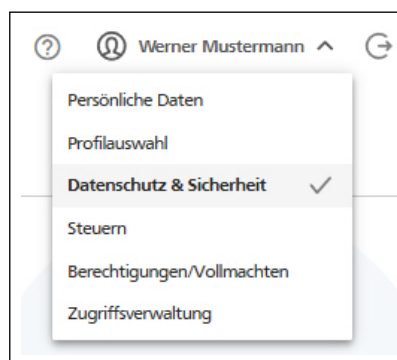 Werner Mustermann
Persönliche Daten
Profilauswahl
Datenschutz & Sicherheit
Steuern
Berechtigungen/Vollmachten
Zugriffsverwaltung